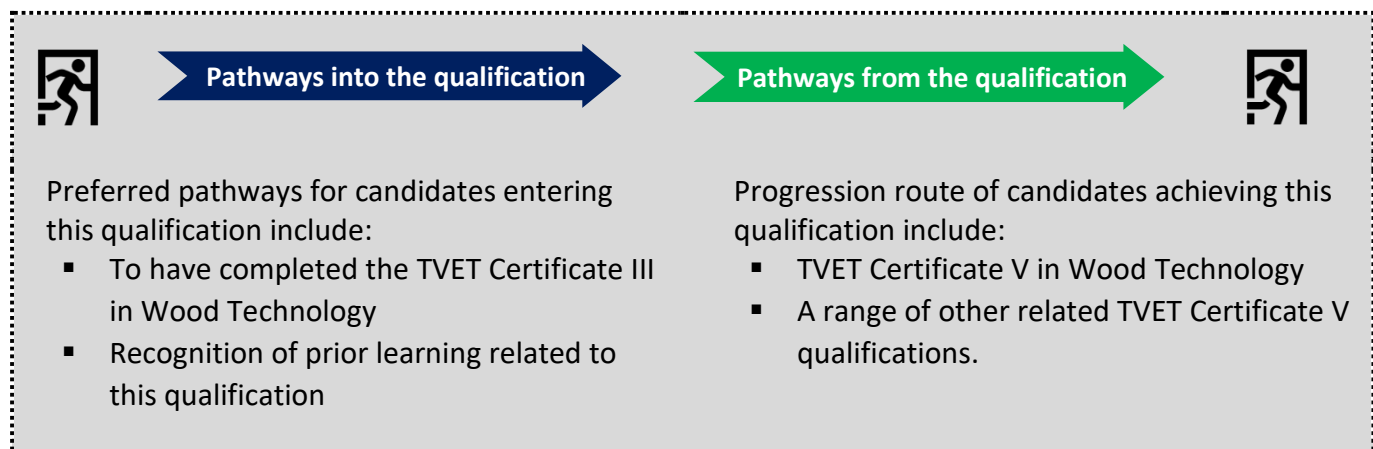 Pathways into the qualification
Pathways from the qualification
Preferred pathways for candidates entering
this qualification include:
▪ To have completed the TVET Certificate III
in Wood Technology
▪ Recognition of prior learning related to
this qualification
Progression route of candidates achieving this
qualification include:
▪ TVET Certificate V in Wood Technology
▪ A range of other related TVET Certificate V
qualifications.